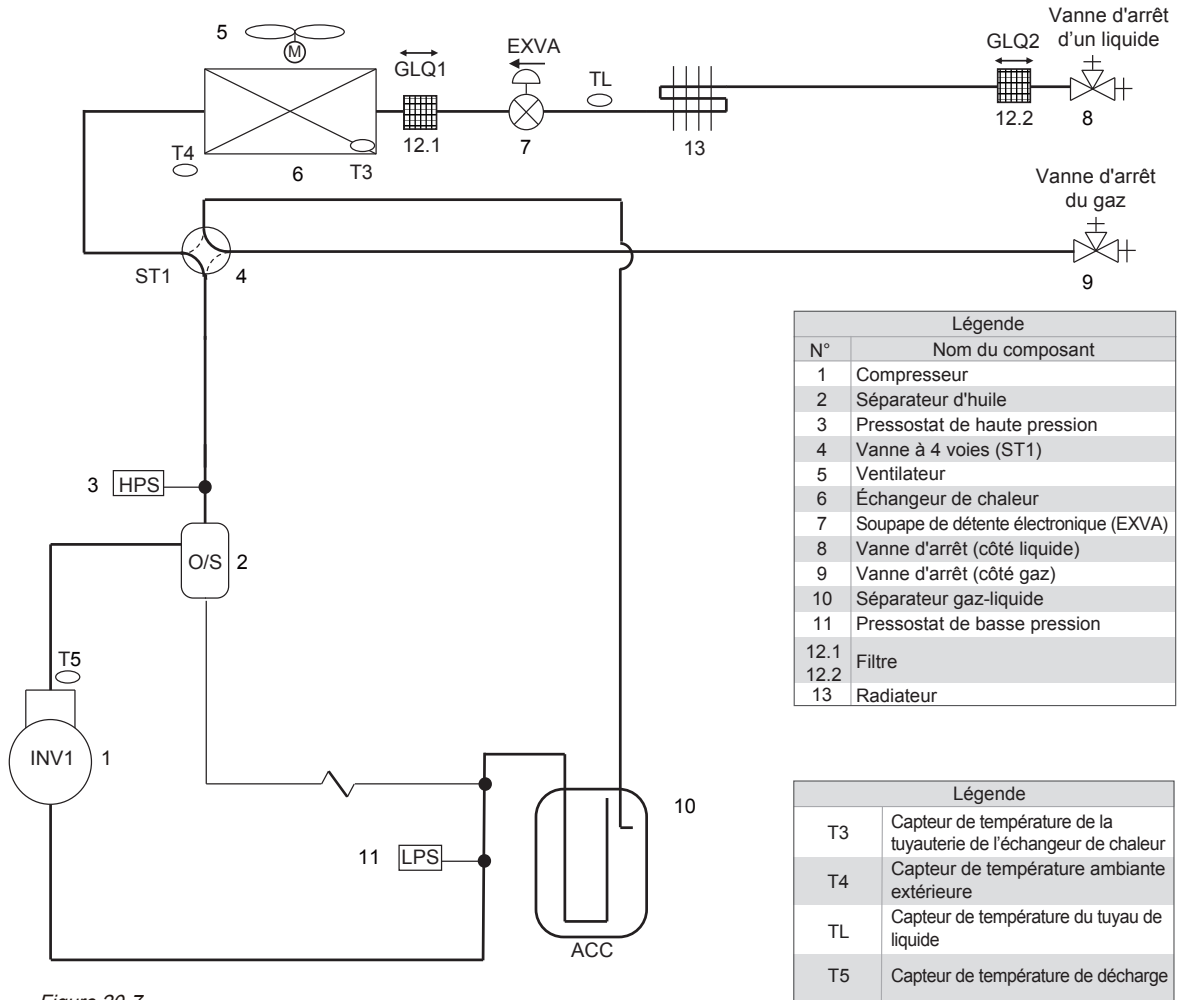 Vanne d'arrêt
d'un liquide
5
M
EXVA
GLQ2
GLQ1
TL
12.1
7
13
12.2
8
T4
6
T3
Vanne d'arrêt
du gaz
ST1
4
9
Légende
N° Nom du composant
1 Compresseur
2 Séparateur d'huile
3 Pressostat de haute pression
4 Vanne à 4 voies (ST1)
5 Ventilateur
6 Échangeur de chaleur
7 Soupape de détente électronique (EXVA)
8 Vanne d'arrêt (côté liquide)
9 Vanne d'arrêt (côté gaz)
10 Séparateur gaz-liquide
11 Pressostat de basse pression
12.1
12.2
Filtre
13 Radiateur
3 HPS
O/S 2
T5
INV1 1
10
11 LPS
ACC
Légende
T3 Capteur de température de la
tuyauterie de l'échangeur de chaleur
T4 Capteur de température ambiante
extérieure
TL Capteur de température du tuyau de
liquide
T5 Capteur de température de décharge